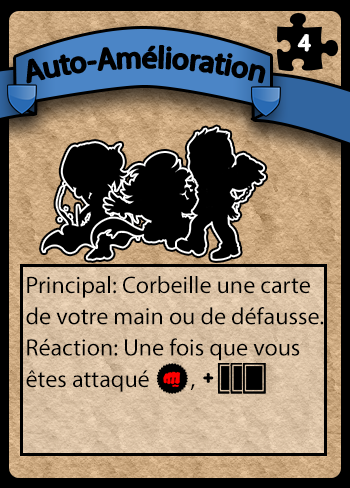 Auto-Amélioration
4
Principal: Corbeille une carte
de votre main ou de défausse.
Réaction: Une fois que vous
êtes attaqué , +